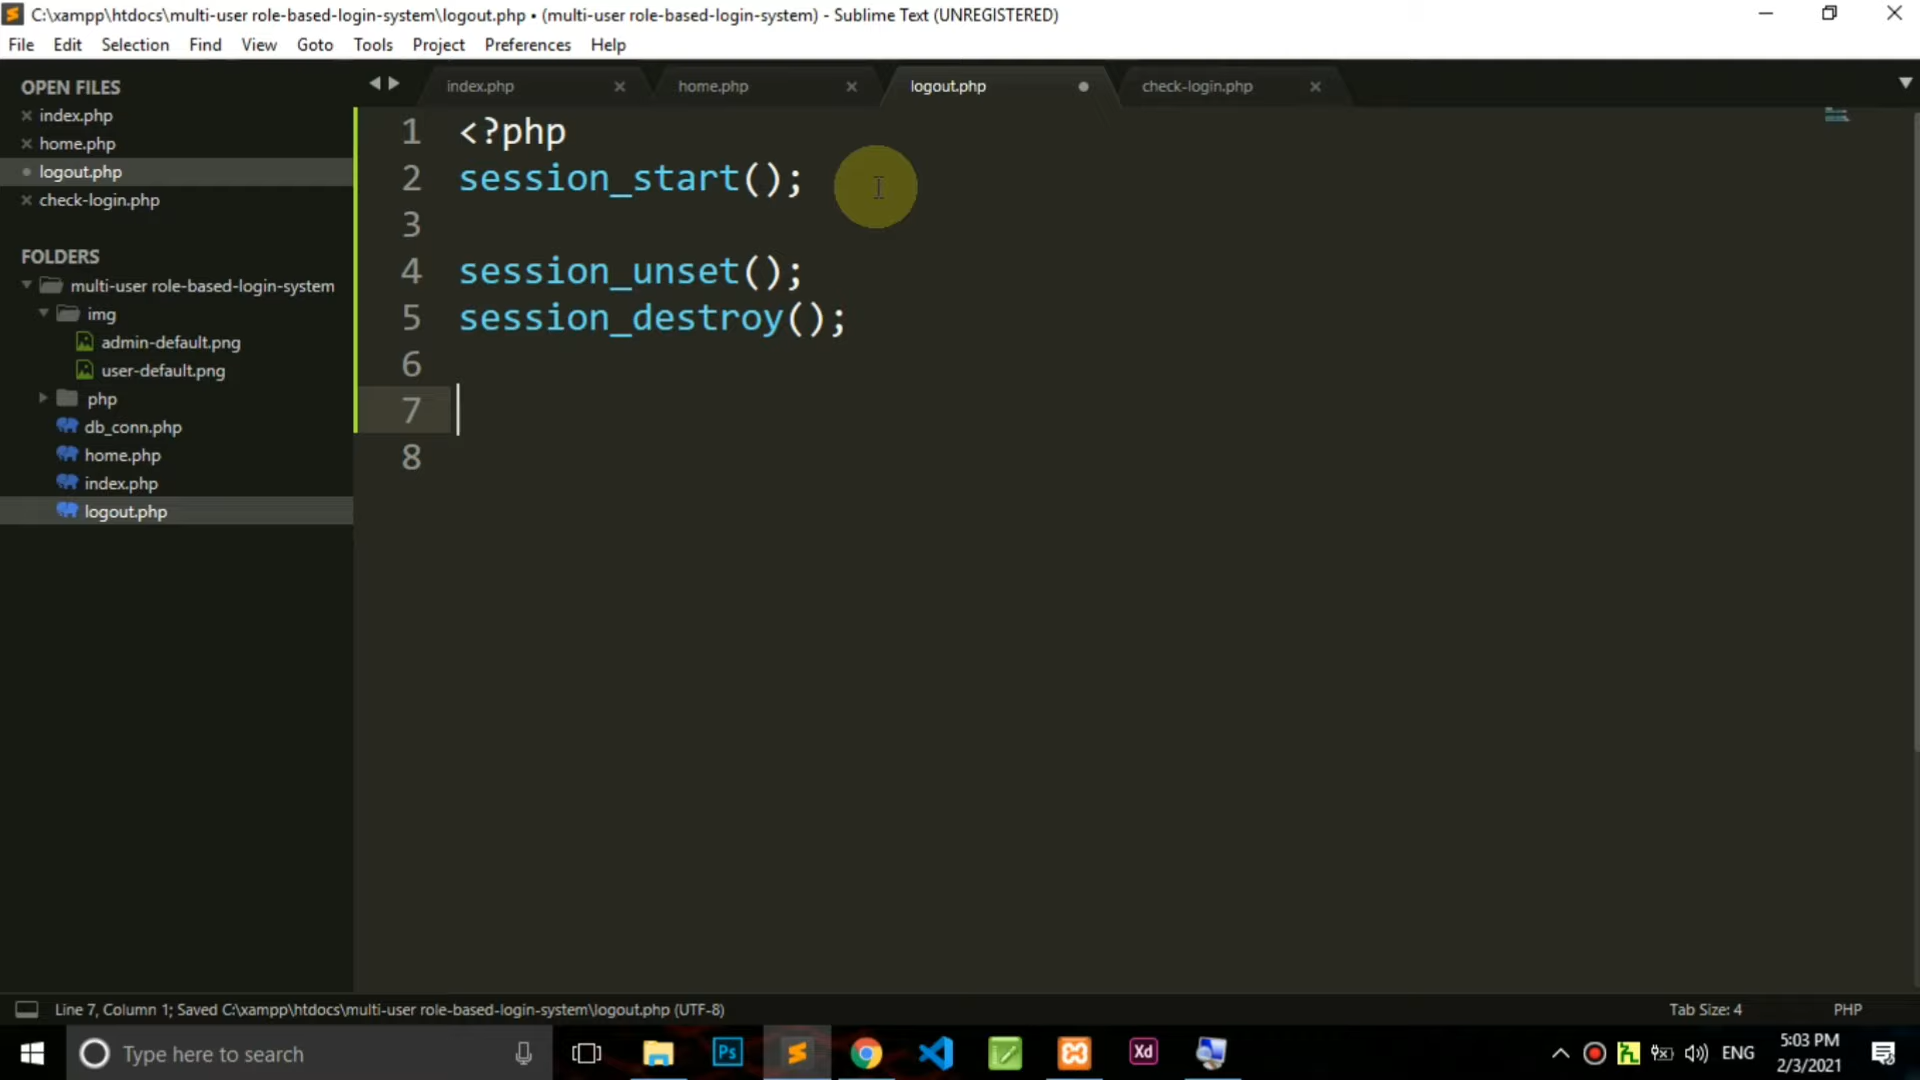 C:\xampp\htdocs\multi-user role-based-login-system\logout.php • (multi-user role-based-login-system) - Sublime Text (UNREGISTERED)
File Edit Selection Find View Goto Tools Project Preferences Help
OPEN FILES
index.php
home.php
logout.php
check-login.php
FOLDERS
multi-user role-based-login-system
img
admin-default.png
user-default.png
php
db_conn.php
home.php
index.php
logout.php
index.php home.php logout.php check-login.php
1 <?php
2 session_start();
3
4 session_unset();
5 session_destroy();
6
7
8
Line 7, Column 1; Saved C:\xampp\htdocs\multi-user role-based-login-system\logout.php (UTF-8) Tab Size: 4 PHP
Type here to search Ps Xd ENG 5:03 PM
2/3/2021